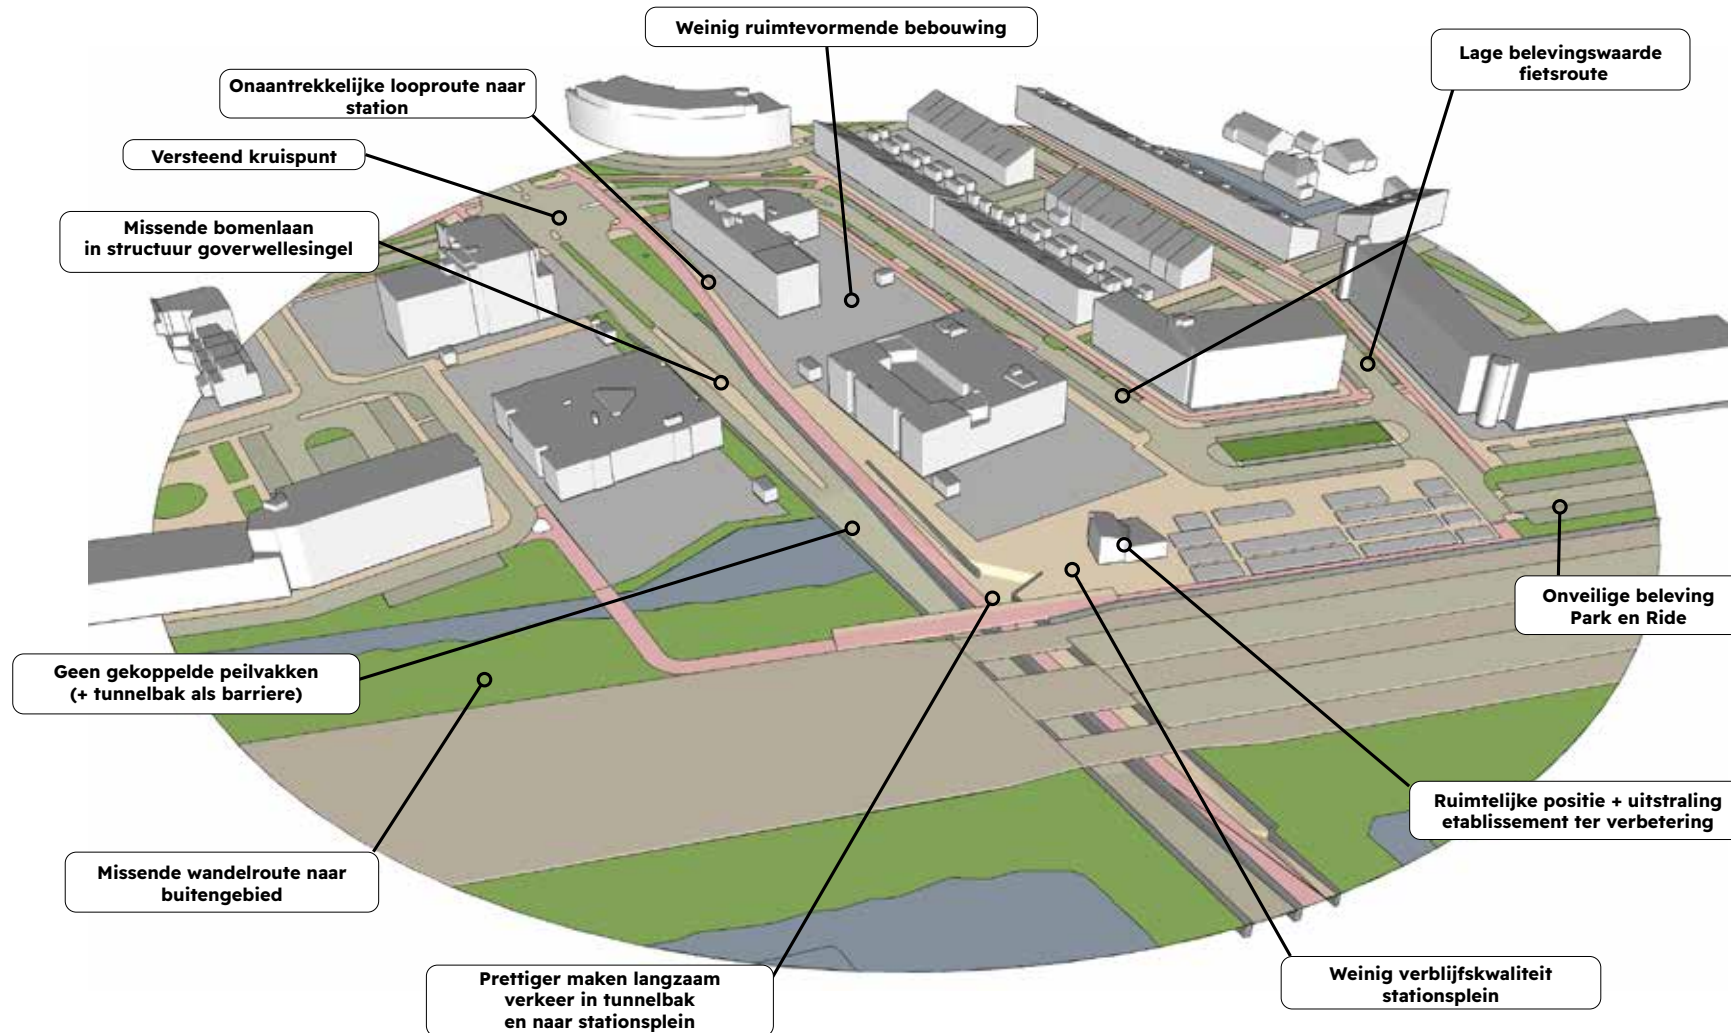 Weinig ruimtevormende bebouwing
Lage belevingswaarde
fietsroute
Onaantrekkelijke looproute naar
station
Versteend kruispunt
Missende bomenlaan
in structuur goverwellesingel
Onveilige beleving
Park en Ride
Geen gekoppelde peilvakken
(+ tunnelbak als barriere)
Ruimtelijke positie + uitstraling
etablissement ter verbetering
Missende wandelroute naar
buitengebied
Prettiger maken langzaam
verkeer in tunnelbak
en naar stationsplein
Weinig verblijfskwaliteit
stationsplein